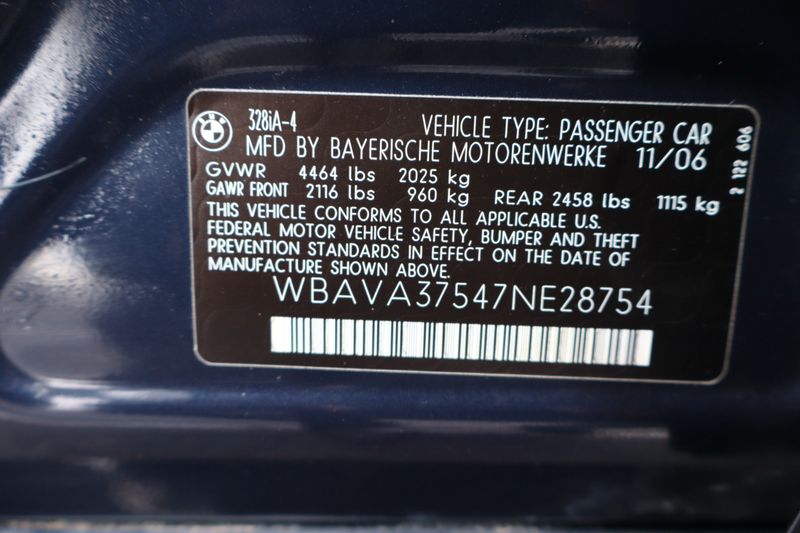 BMW
328iA-4
VEHICLE TYPE: PASSENGER CAR
MFD BY BAYERISCHE MOTORENWERKE 11/06
GVWR 4464 lbs 2025 kg
GAWR FRONT 2116 lbs 960 kg REAR 2458 lbs 1115 kg
THIS VEHICLE CONFORMS TO ALL APPLICABLE U.S.
FEDERAL MOTOR VEHICLE SAFETY, BUMPER AND THEFT
PREVENTION STANDARDS IN EFFECT ON THE DATE OF
MANUFACTURE SHOWN ABOVE.
WBAVA37547NE28754
2 122 606